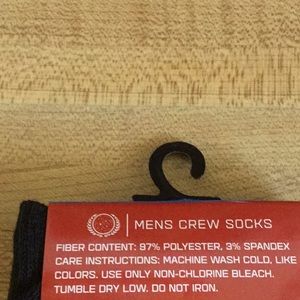 MENS CREW SOCKS
FIBER CONTENT: 97% POLYESTER, 3% SPANDEX
CARE INSTRUCTIONS: MACHINE WASH COLD, LIKE
COLORS. USE ONLY NON-CHLORINE BLEACH.
TUMBLE DRY LOW. DO NOT IRON.